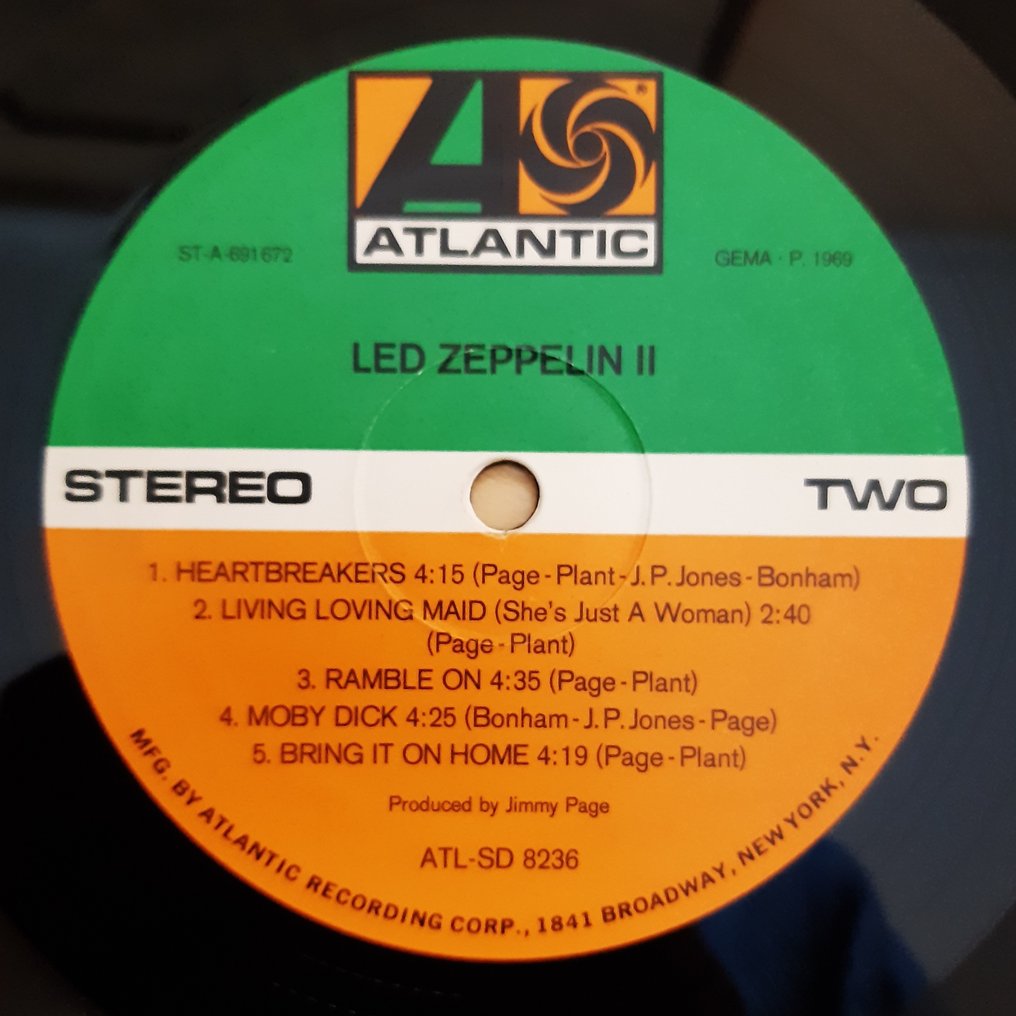 ®
ATLANTIC
ST-A-691672
GEMA · P. 1969
LED ZEPPELIN II
STEREO
TWO
1. HEARTBREAKERS 4:15 (Page-Plant-J.P.Jones-Bonham)
2. LIVING LOVING MAID (She's Just A Woman) 2:40
(Page-Plant)
3. RAMBLE ON 4:35 (Page-Plant)
4. MOBY DICK 4:25 (Bonham-J.P.Jones-Page)
5. BRING IT ON HOME 4:19 (Page-Plant)
Produced by Jimmy Page
ATL-SD 8236
MFG. BY ATLANTIC RECORDING CORP., 1841 BROADWAY, NEW YORK, N.Y.